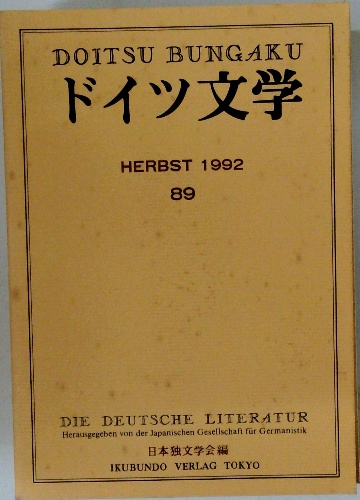 DOITSU BUNGAKU
ドイツ文学
HERBST 1992
89
DIE DEUTSCHE LITERATUR
Herausgegeben von der Japanischen Gesellschaft für Germanistik
日本独文学会編
IKUBUNDO VERLAG TOKYO